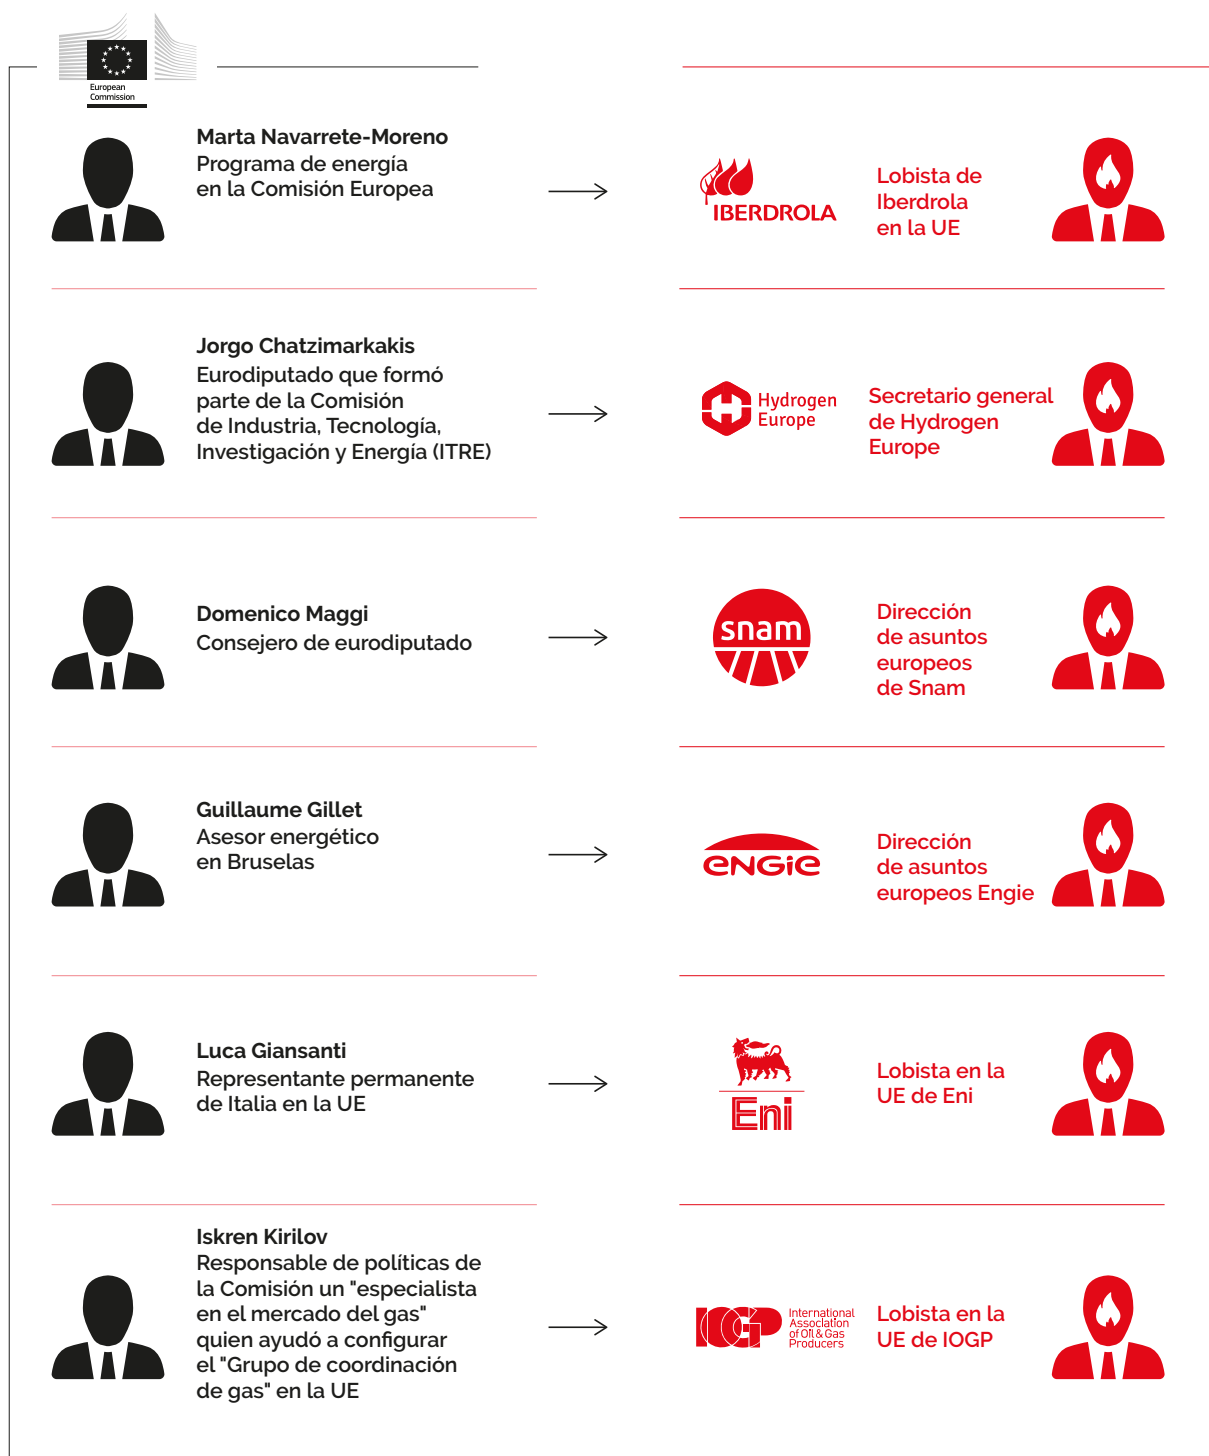 European
Commission
Marta Navarrete-Moreno
Programa de energía
en la Comisión Europea
IBERDROLA
Lobista de
Iberdrola
en la UE
Jorgo Chatzimarkakis
Eurodiputado que formó
parte de la Comisión
de Industria, Tecnología,
Investigación y Energía (ITRE)
Hydrogen
Europe
Secretario general
de Hydrogen
Europe
Domenico Maggi
Consejero de eurodiputado
snam
Dirección
de asuntos
europeos
de Snam
Guillaume Gillet
Asesor energético
en Bruselas
ENGIE
Dirección
de asuntos
europeos Engie
Luca Giansanti
Representante permanente
de Italia en la UE
Eni
Lobista en la
UE de Eni
Iskren Kirilov
Responsable de políticas de
la Comisión un "especialista
en el mercado del gas"
quien ayudó a configurar
el "Grupo de coordinación
de gas" en la UE
IOGP
International
Association
of Oil & Gas
Producers
Lobista en la
UE de IOGP